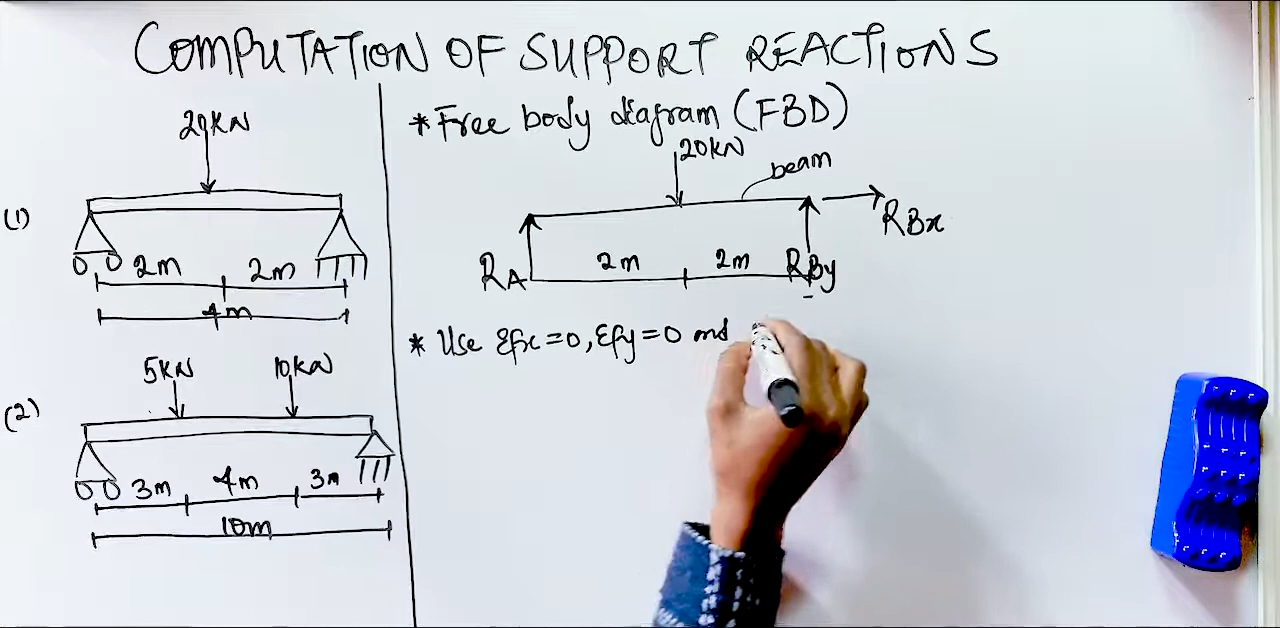 COMPUTATION OF SUPPORT REACTIONS
(1)
20KN
2m 2m
4m
(2)
5KN 10KN
3m 4m 3m
10m
*Free body diagram (FBD)
20KN
beam
RBx
RA 2m 2m RBy
* Use Σfx=0, Σfy=0 and